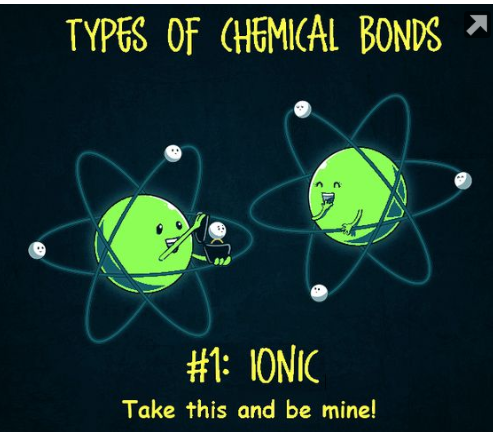 TYPES OF CHEMICAL BONDS
#1: IONIC
Take this and be mine!